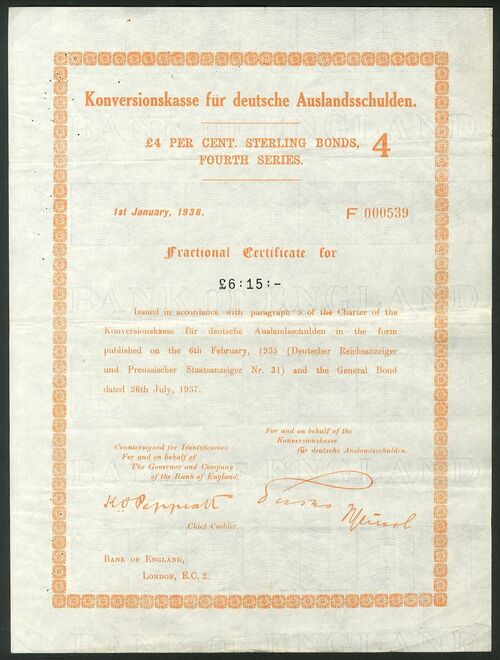 Konversionskasse für deutsche Auslandsschulden.
£4 PER CENT. STERLING BONDS,
FOURTH SERIES.
4
1st January, 1938.
F 000539
Fractional Certificate for
£6:15:-
Issued in accordance with paragraph 5 of the Charter of the
Konversionskasse für deutsche Auslandsschulden in the form
published on the 6th February, 1935 (Deutscher Reichsanzeiger
und Preussischer Staatsanzeiger Nr. 31) and the General Bond
dated 26th July, 1937.
For and on behalf of the
Konversionskasse
für deutsche Auslandsschulden.
Countersigned for Identification
For and on behalf of
The Governor and Company
of the Bank of England.
K.O Peppiatt
Chief Cashier.
BANK OF ENGLAND,
LONDON, E.C. 2.
BANK OF ENGLAND